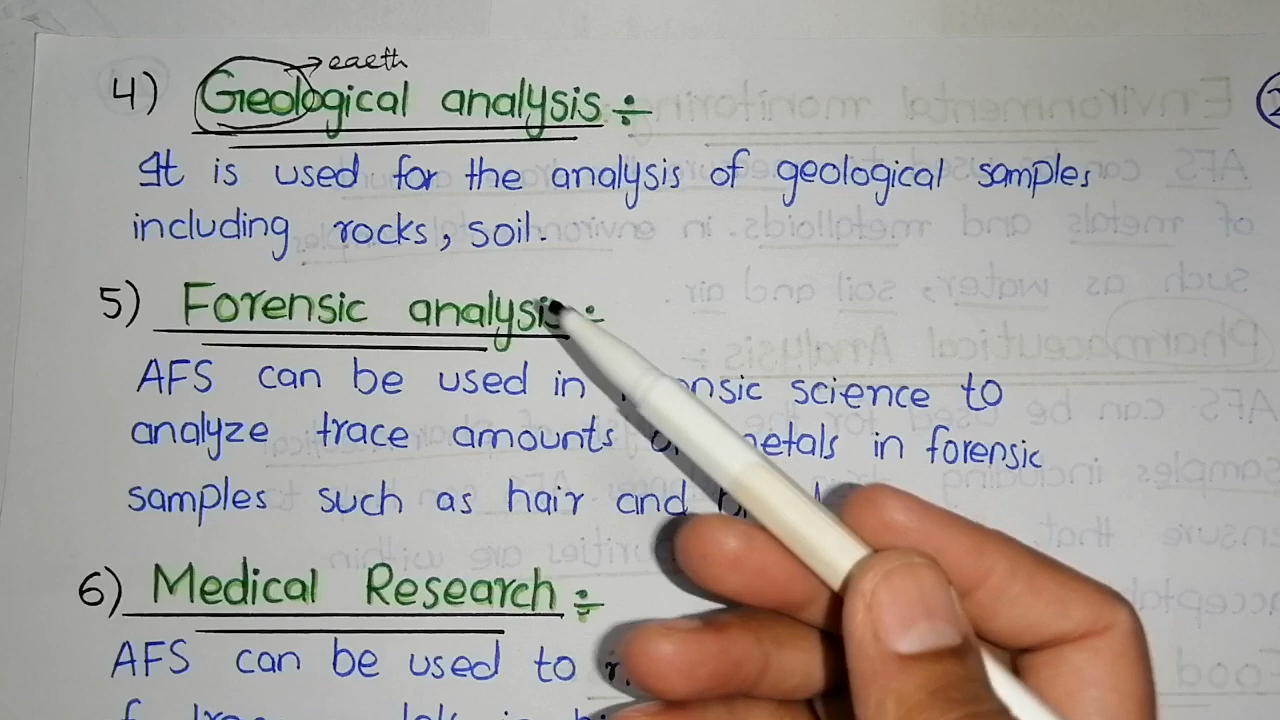 → earth
4) Geological analysis ÷
It is used for the analysis of geological samples
including rocks, soil.
5) Forensic analysis ÷
AFS can be used in science to
analyze trace amounts metals in forensic
samples such as hair and
6) Medical Research ÷
AFS can be used to